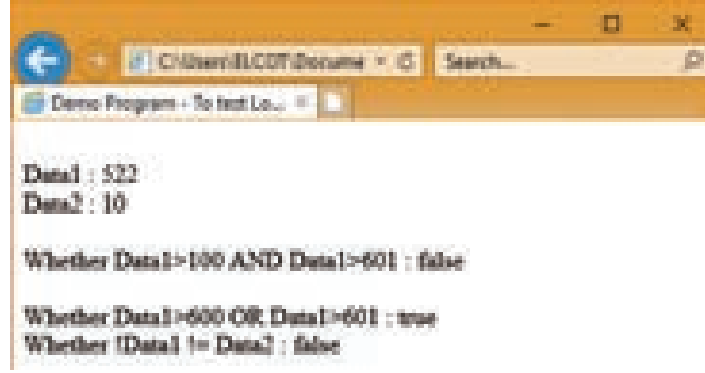 C:\Users\ELCOT\Docume
Search...
Demo Program - To test Lo...
Data1 : 522
Data2 : 10
Whether Data1>100 AND Data1>601 : false
Whether Data1>600 OR Data1>601 : true
Whether !Data1 != Data2 : false